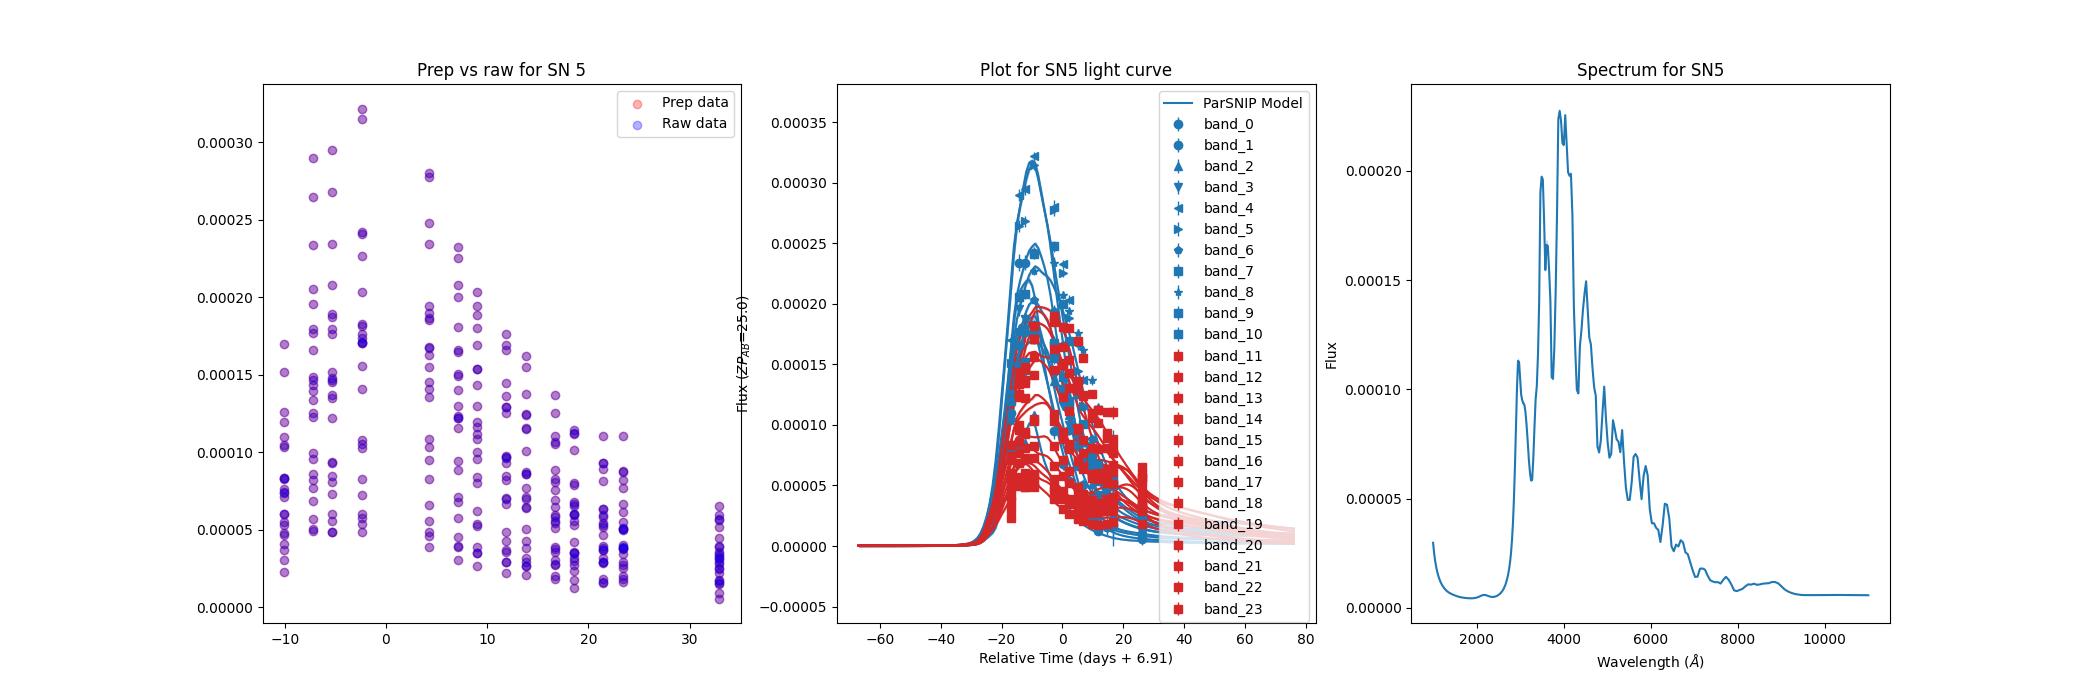 Prep vs raw for SN 5
Prep data
Raw data
0.00030
0.00025
0.00020
0.00015
0.00010
0.00005
0.00000
−10
0
10
20
30
Plot for SN5 light curve
Flux (ZP_AB=25.0)
0.00035
0.00030
0.00025
0.00020
0.00015
0.00010
0.00005
0.00000
−0.00005
ParSNIP Model
band_0
band_1
band_2
band_3
band_4
band_5
band_6
band_7
band_8
band_9
band_10
band_11
band_12
band_13
band_14
band_15
band_16
band_17
band_18
band_19
band_20
band_21
band_22
band_23
−60
−40
−20
0
20
40
60
80
Relative Time (days + 6.91)
Spectrum for SN5
Flux
0.00020
0.00015
0.00010
0.00005
0.00000
2000
4000
6000
8000
10000
Wavelength (Å)